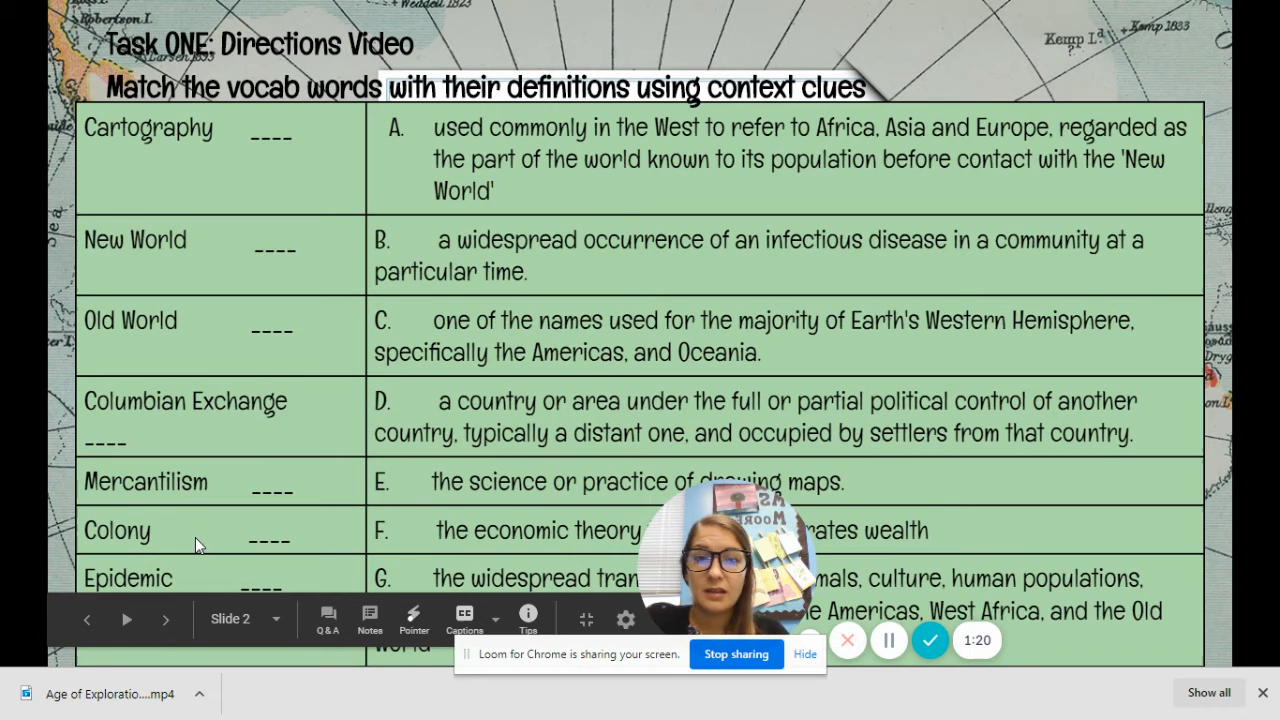 Weddell 1823
Robertson I.
Larsen 1893
Kemp I.d
Kemp 1833
?
Task ONE: Directions Video
Match the vocab words with their definitions using context clues
Cartography ____
A. used commonly in the West to refer to Africa, Asia and Europe, regarded as
the part of the world known to its population before contact with the 'New
World'
Sea
New World ____
B. a widespread occurrence of an infectious disease in a community at a
particular time.
Old World ____
C. one of the names used for the majority of Earth's Western Hemisphere,
specifically the Americas, and Oceania.
Columbian Exchange
____
D. a country or area under the full or partial political control of another
country, typically a distant one, and occupied by settlers from that country.
Mercantilism ____
E. the science or practice of drawing maps.
Colony ____
F. the economic theory wealth
Epidemic ____
G. the widespread culture, human populations,
Americas, West Africa, and the Old
Slide 2
Q & A
Notes
Pointer
Captions
Tips
Loom for Chrome is sharing your screen.
Stop sharing
Hide
1:20
Age of Exploratio....mp4
Show all